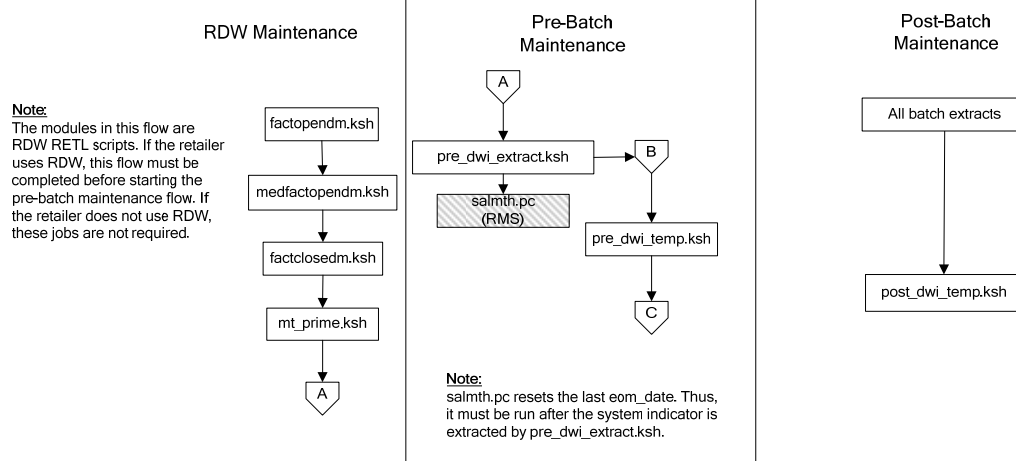 RDW Maintenance
Note:
The modules in this flow are
RDW RETL scripts. If the retailer
uses RDW, this flow must be
completed before starting the
pre-batch maintenance flow. If
the retailer does not use RDW,
these jobs are not required.
factopendm.ksh
medfactopendm.ksh
factclosedm.ksh
mt_prime.ksh
A
Pre-Batch
Maintenance
A
pre_dwi_extract.ksh
B
salmth.pc
(RMS)
pre_dwi_temp.ksh
C
Note:
salmth.pc resets the last eom_date. Thus,
it must be run after the system indicator is
extracted by pre_dwi_extract.ksh.
Post-Batch
Maintenance
All batch extracts
post_dwi_temp.ksh